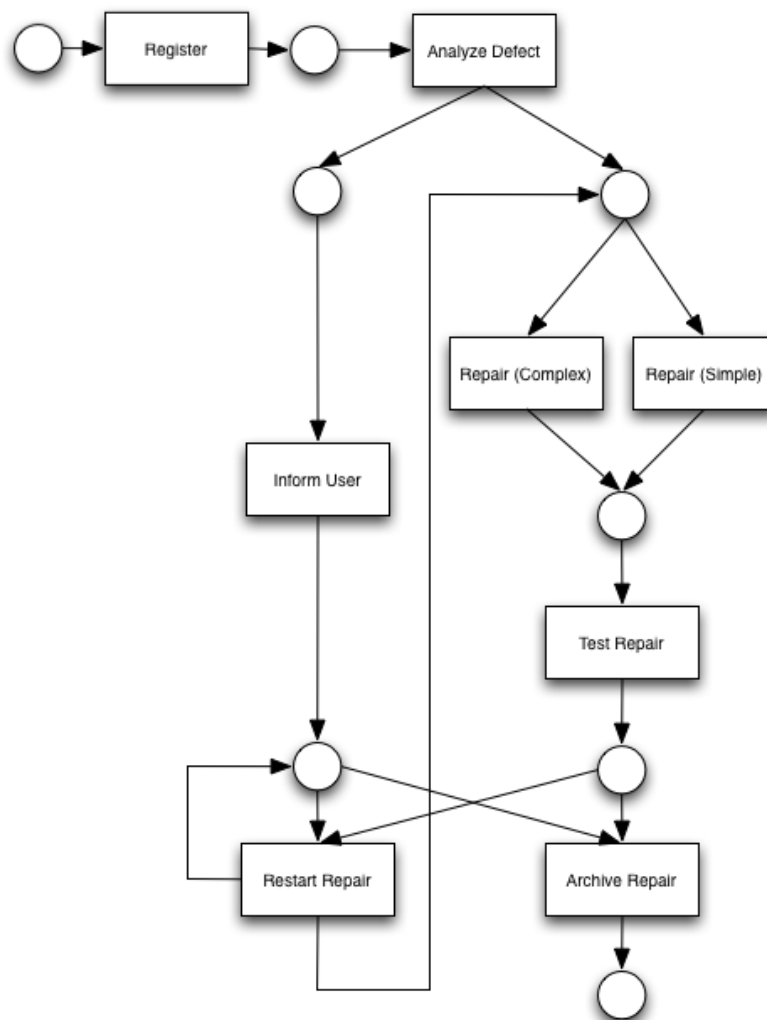 Register
Analyze Defect
Repair (Complex)
Repair (Simple)
Inform User
Test Repair
Restart Repair
Archive Repair